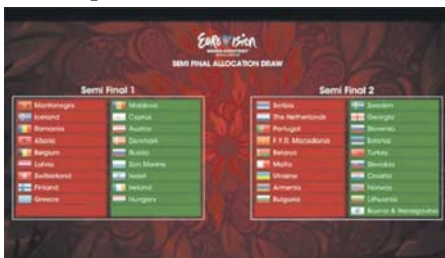 EUROVISION
SEMI FINAL ALLOCATION DRAW
Semi Final 1
Montenegro
Iceland
Romania
Albania
Belgium
Latvia
Switzerland
Finland
Greece
Moldova
Cyprus
Austria
Denmark
Russia
San Marino
Israel
Ireland
Hungary
Semi Final 2
Serbia
The Netherlands
Portugal
F.Y.R. Macedonia
Belarus
Malta
Ukraine
Armenia
Bulgaria
Sweden
Georgia
Slovenia
Estonia
Turkey
Slovakia
Croatia
Norway
Lithuania
Bosnia & Herzegovina